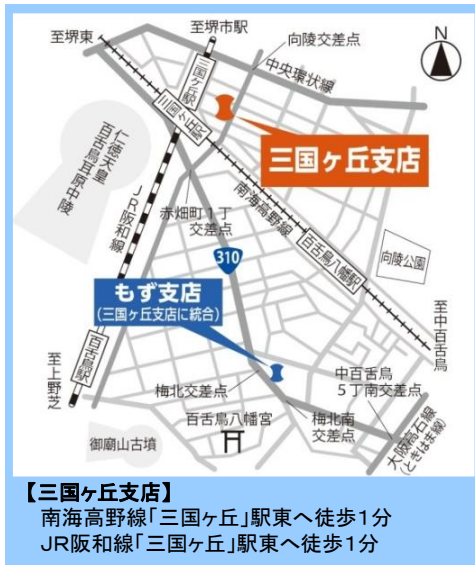 至堺東
至堺市駅
向陵交差点
N
中央環状線
三国ヶ丘駅
三国ヶ丘駅
三国ヶ丘支店
仁徳天皇
百舌鳥耳原中陵
JR阪和線
南海高野線
赤畑町1丁
交差点
310
百舌鳥八幡駅
向陵公園
もず支店
(三国ヶ丘支店に統合)
至中百舌鳥
百舌鳥駅
至上野芝
梅北交差点
中百舌鳥
5丁南交差点
百舌鳥八幡宮
梅北南
交差点
大阪高石線
(ときはま線)
御廟山古墳
【三国ヶ丘支店】
南海高野線「三国ヶ丘」駅東へ徒歩1分
JR阪和線「三国ヶ丘」駅東へ徒歩1分